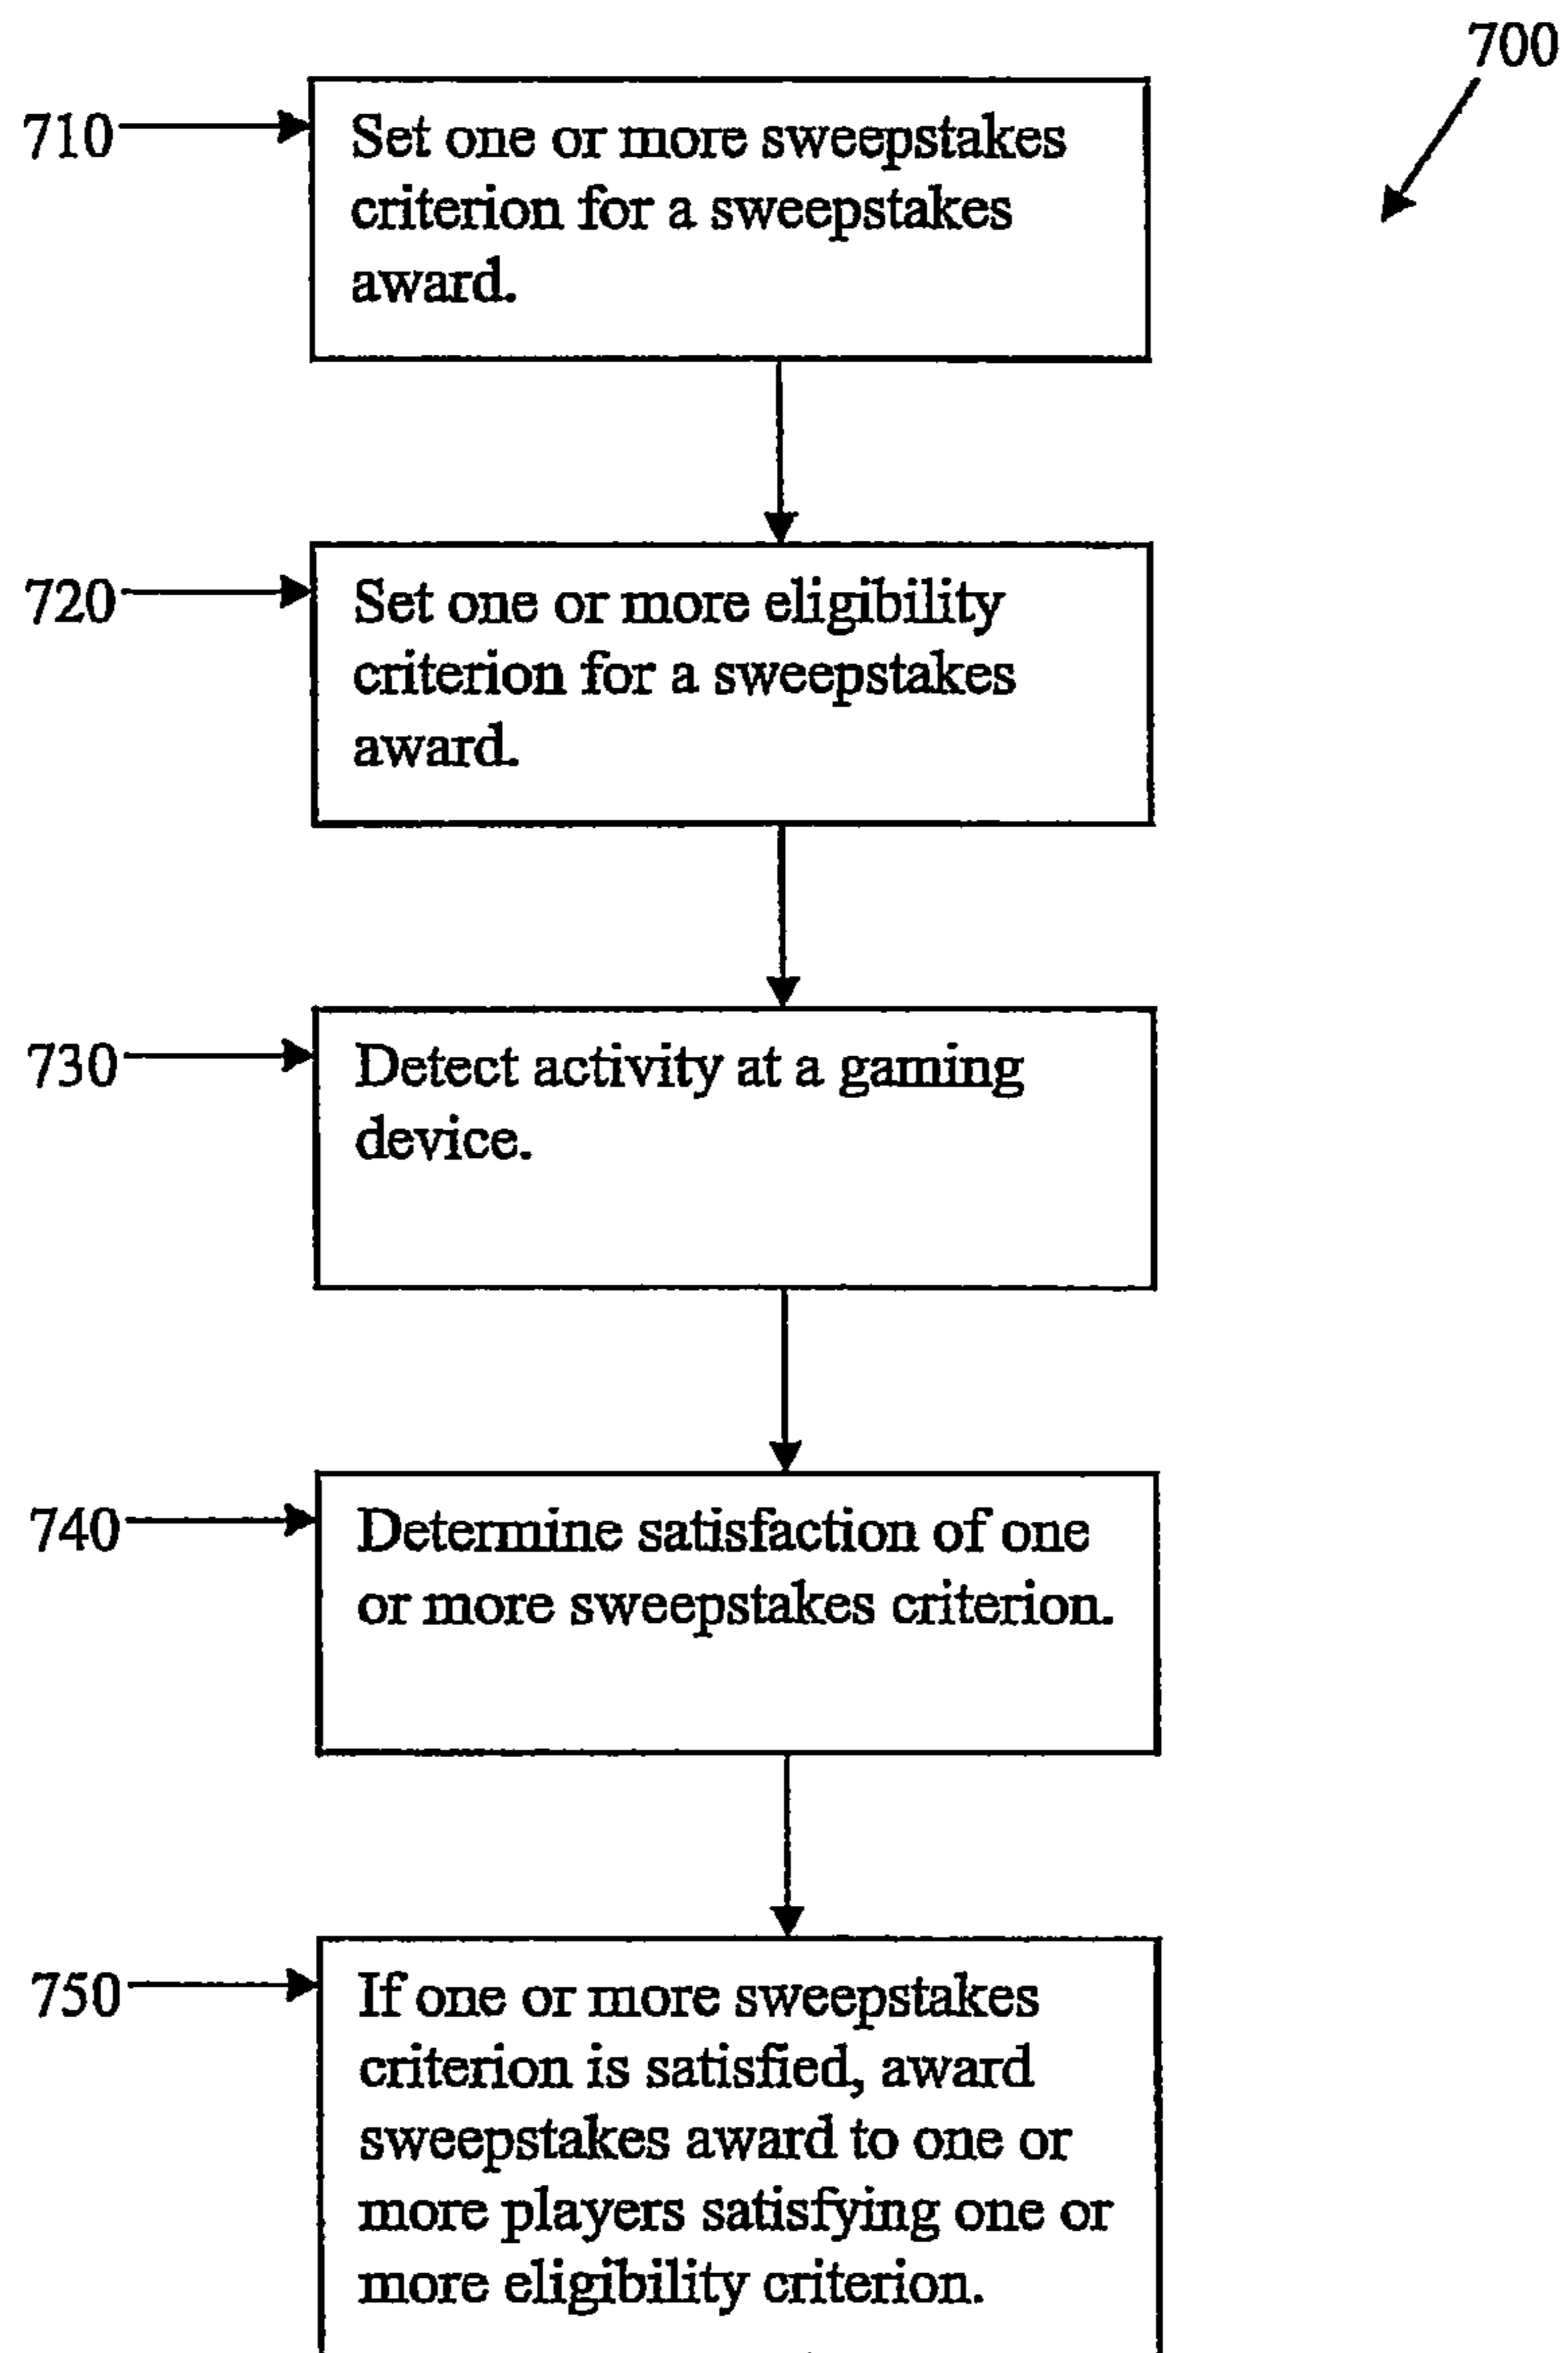 700
710
Set one or more sweepstakes
criterion for a sweepstakes
award.
720
Set one or more eligibility
criterion for a sweepstakes
award.
730
Detect activity at a gaming
device.
740
Determine satisfaction of one
or more sweepstakes criterion.
750
If one or more sweepstakes
criterion is satisfied, award
sweepstakes award to one or
more players satisfying one or
more eligibility criterion.